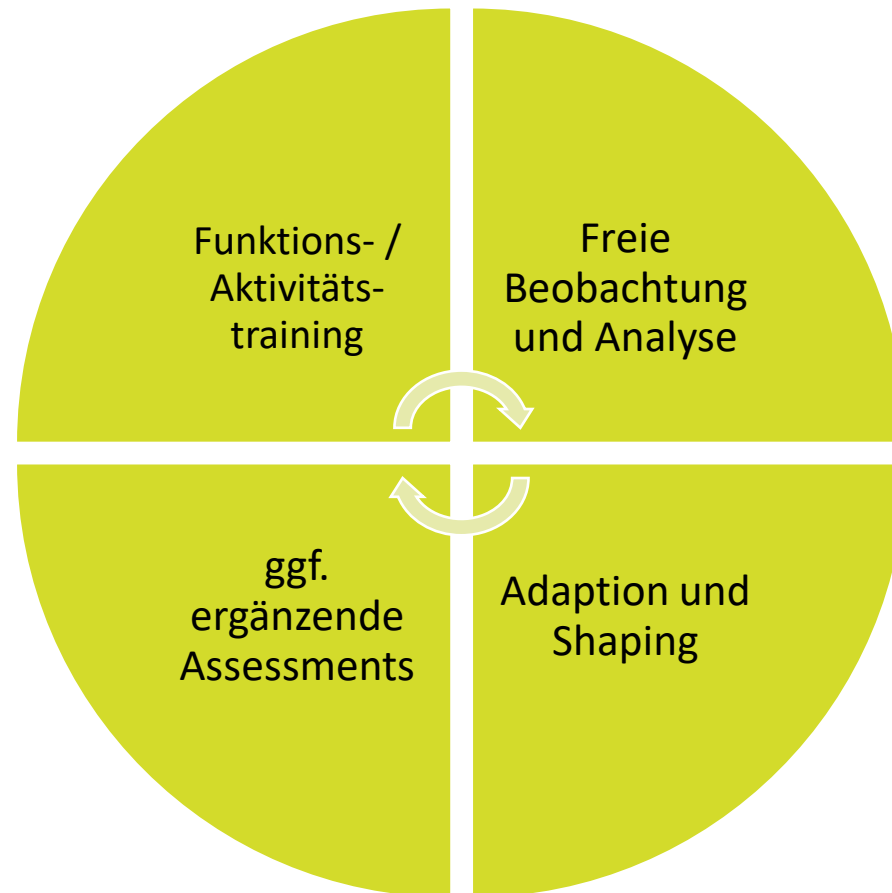 Funktions- /
Aktivitäts-
training
Freie
Beobachtung
und Analyse
ggf.
ergänzende
Assessments
Adaption und
Shaping